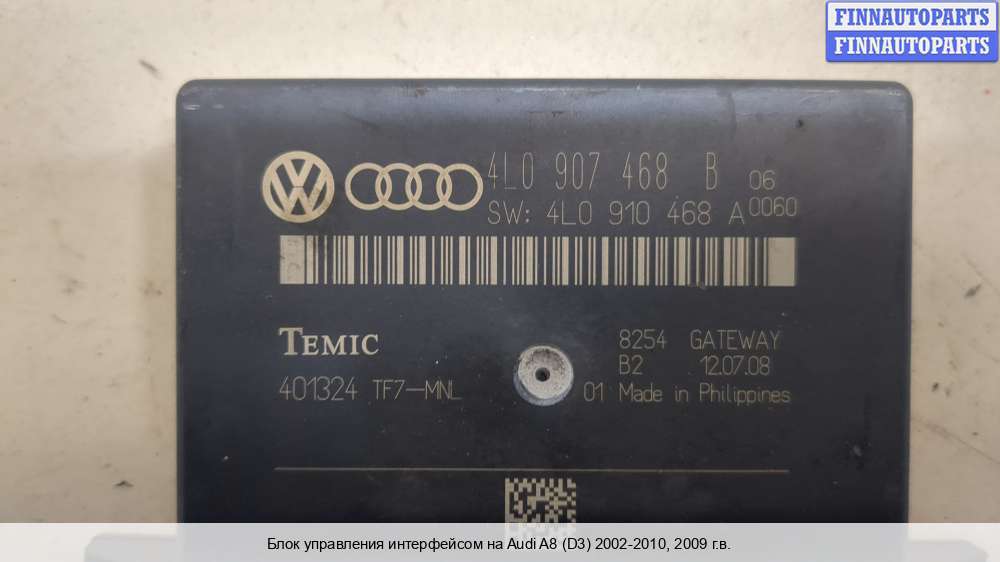 FINNAUTOPARTS
FINNAUTOPARTS
4L0 907 468 B 06
SW: 4L0 910 468 A 0060
TEMIC
8254 GATEWAY
B2 12.07.08
401324 TF7-MNL
01 Made in Philippines
Блок управления интерфейсом на Audi A8 (D3) 2002-2010, 2009 г.в.